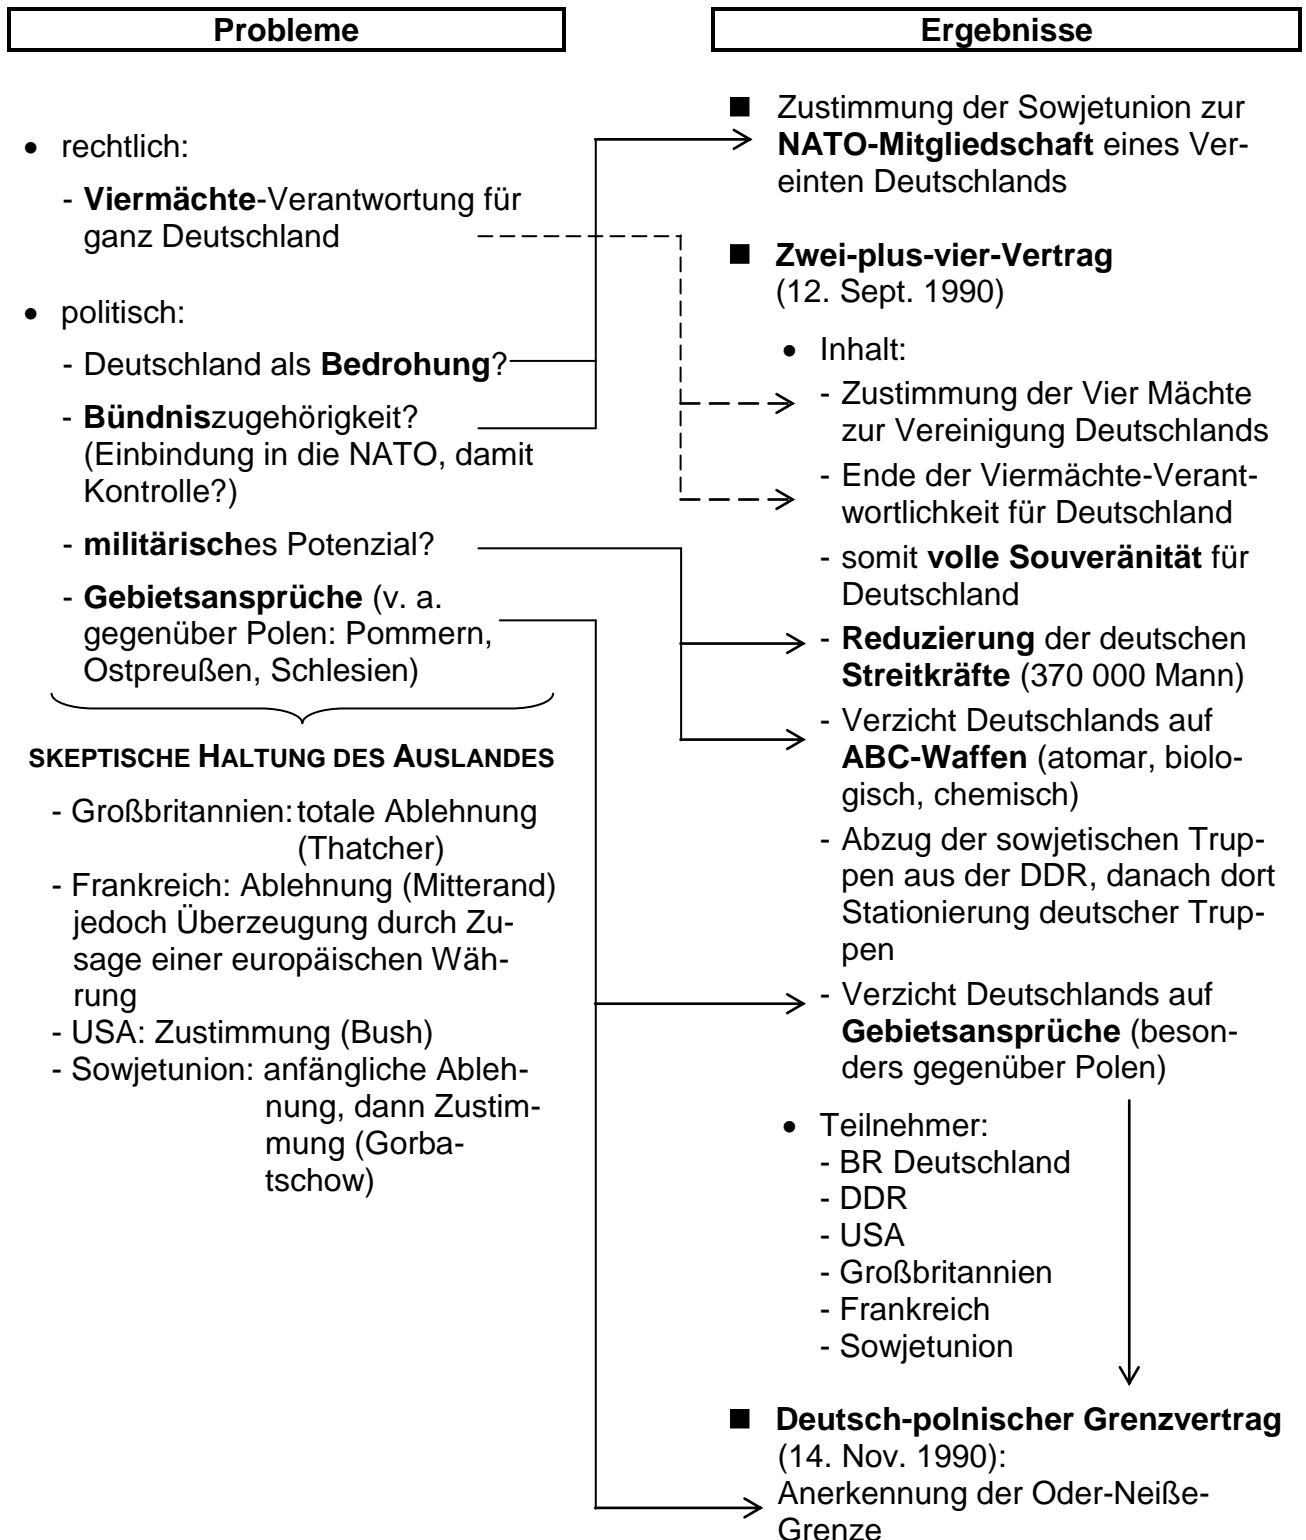 Probleme
• rechtlich:
- Viermächte-Verantwortung für
ganz Deutschland
• politisch:
- Deutschland als Bedrohung?
- Bündniszugehörigkeit?
(Einbindung in die NATO, damit
Kontrolle?)
- militärisches Potenzial?
- Gebietsansprüche (v. a.
gegenüber Polen: Pommern,
Ostpreußen, Schlesien)
SKEPTISCHE HALTUNG DES AUSLANDES
- Großbritannien: totale Ablehnung
(Thatcher)
- Frankreich: Ablehnung (Mitterand)
jedoch Überzeugung durch Zu-
sage einer europäischen Wäh-
rung
- USA: Zustimmung (Bush)
- Sowjetunion: anfängliche Ableh-
nung, dann Zustim-
mung (Gorba-
tschow)
Ergebnisse
■ Zustimmung der Sowjetunion zur
NATO-Mitgliedschaft eines Ver-
einten Deutschlands
■ Zwei-plus-vier-Vertrag
(12. Sept. 1990)
• Inhalt:
- Zustimmung der Vier Mächte
zur Vereinigung Deutschlands
- Ende der Viermächte-Verant-
wortlichkeit für Deutschland
- somit volle Souveränität für
Deutschland
- Reduzierung der deutschen
Streitkräfte (370 000 Mann)
- Verzicht Deutschlands auf
ABC-Waffen (atomar, biolo-
gisch, chemisch)
- Abzug der sowjetischen Trup-
pen aus der DDR, danach dort
Stationierung deutscher Trup-
pen
- Verzicht Deutschlands auf
Gebietsansprüche (beson-
ders gegenüber Polen)
• Teilnehmer:
- BR Deutschland
- DDR
- USA
- Großbritannien
- Frankreich
- Sowjetunion
■ Deutsch-polnischer Grenzvertrag
(14. Nov. 1990):
Anerkennung der Oder-Neiße-
Grenze